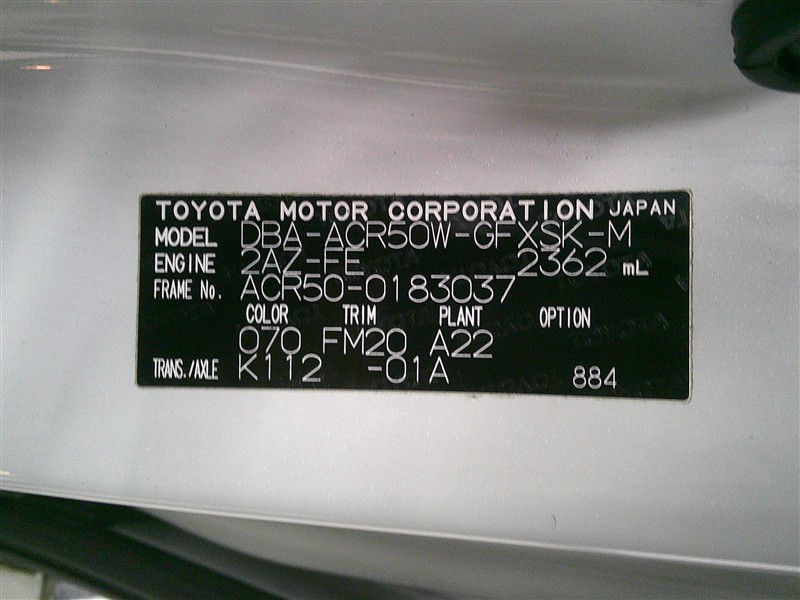 TOYOTA MOTOR CORPORATION JAPAN
MODEL DBA-ACR50W-GFXSK-M
ENGINE 2AZ-FE 2362 mL
FRAME No. ACR50-0183037
COLOR TRIM PLANT OPTION
070 FM20 A22
TRANS./AXLE K112 -01A 884